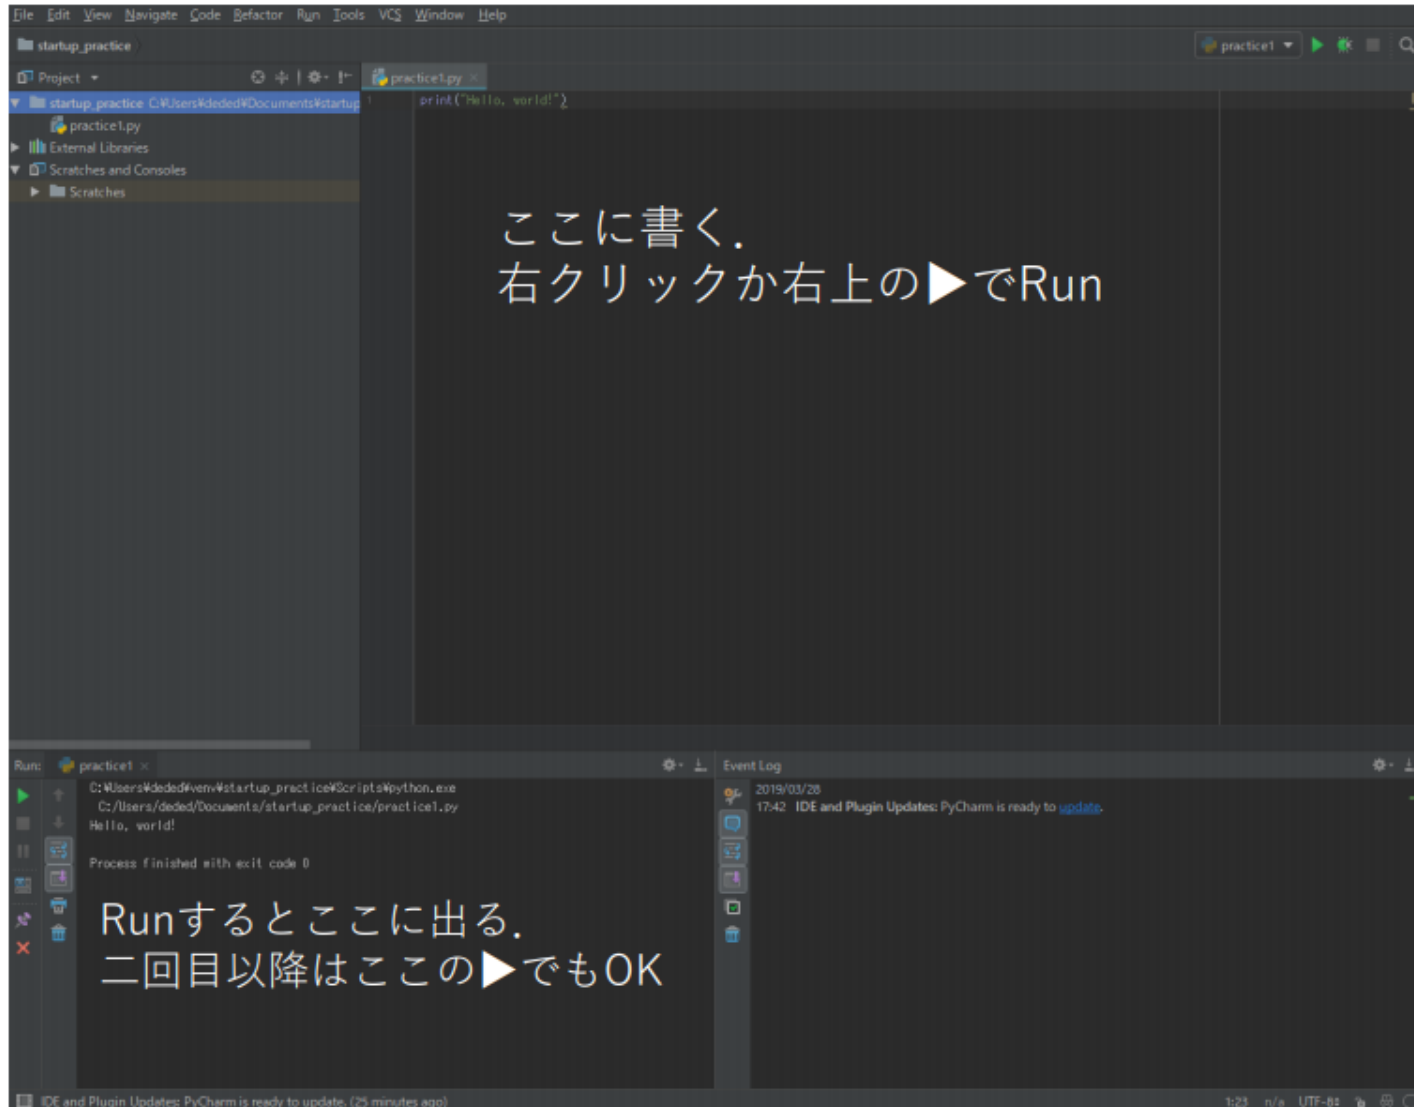 File Edit View Navigate Code Refactor Run Tools VCS Window Help
startup_practice
practice1
Project
practice1.py
startup_practice C:¥Users¥deded¥Documents¥startup
1 print("Hello, world!")
practice1.py
External Libraries
Scratches and Consoles
Scratches
ここに書く.
右クリックか右上の▶でRun
Run: practice1
C:¥Users¥deded¥venv¥startup_practice¥Scripts¥python.exe
C:/Users/deded/Documents/startup_practice/practice1.py
Hello, world!
Process finished with exit code 0
Runするとここに出る.
二回目以降はここの▶でもOK
Event Log
2019/03/28
17:42 IDE and Plugin Updates: PyCharm is ready to update.
IDE and Plugin Updates: PyCharm is ready to update. (25 minutes ago)
1:23 n/a UTF-8